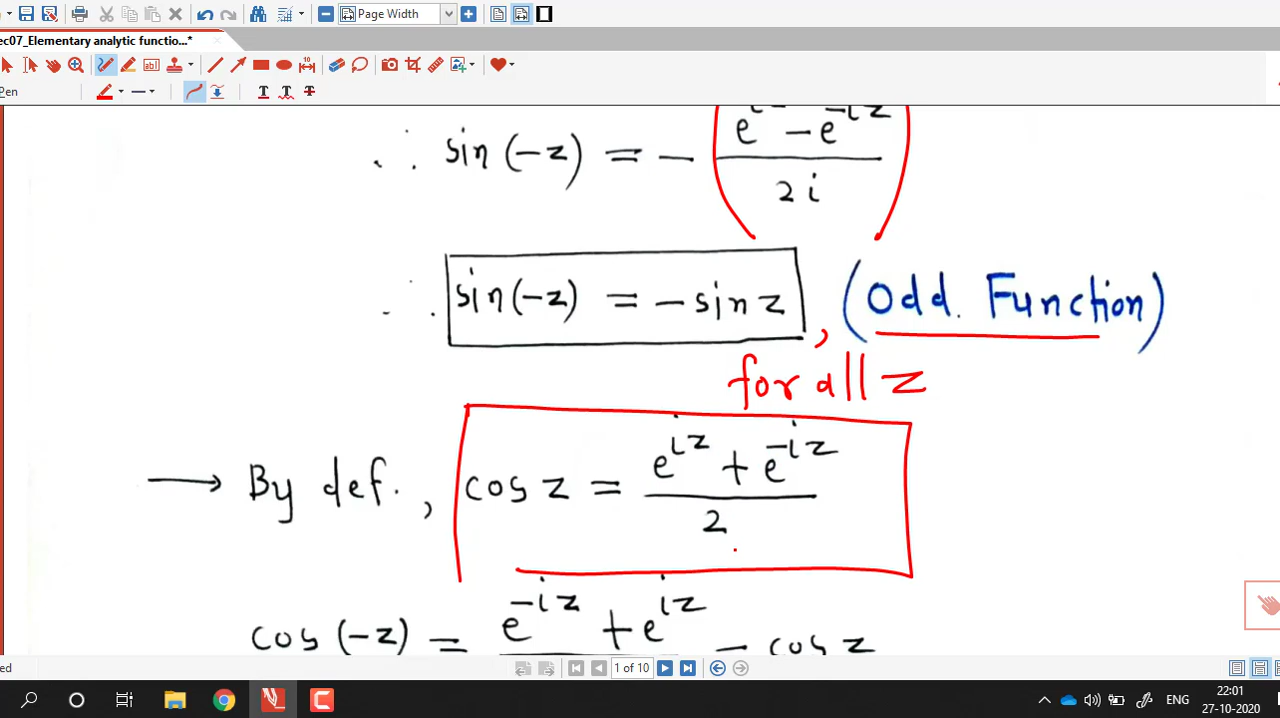 Page Width
ec07_Elementary analytic functio...*
Pen
e^{iz} - e^{-iz}
∴ sin(-z) = - ———
2i
∴ sin(-z) = -sin z , (Odd. Function)
for all z
→ By def. , cos z = (e^{iz} + e^{-iz}) / 2
cos(-z) = e^{-iz} + e^{iz} = cos z
1 of 10
ENG
22:01
27-10-2020